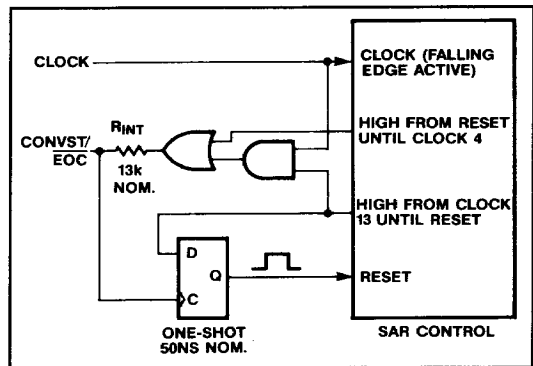 CLOCK
CLOCK (FALLING
EDGE ACTIVE)
RINT
HIGH FROM RESET
UNTIL CLOCK 4
CONVST/
EOC
13k
NOM.
HIGH FROM CLOCK
13 UNTIL RESET
D
Q
RESET
C
ONE-SHOT
50NS NOM.
SAR CONTROL